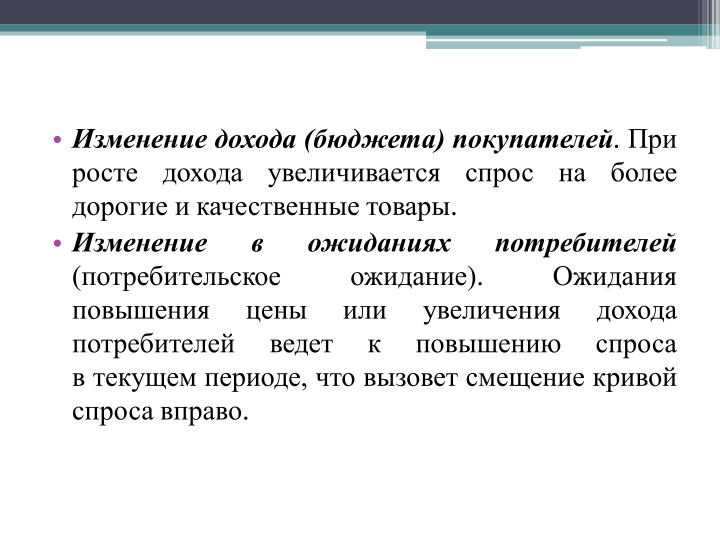 • Изменение дохода (бюджета) покупателей. При
росте дохода увеличивается спрос на более
дорогие и качественные товары.
• Изменение в ожиданиях потребителей
(потребительское ожидание). Ожидания
повышения цены или увеличения дохода
потребителей ведет к повышению спроса
в текущем периоде, что вызовет смещение кривой
спроса вправо.